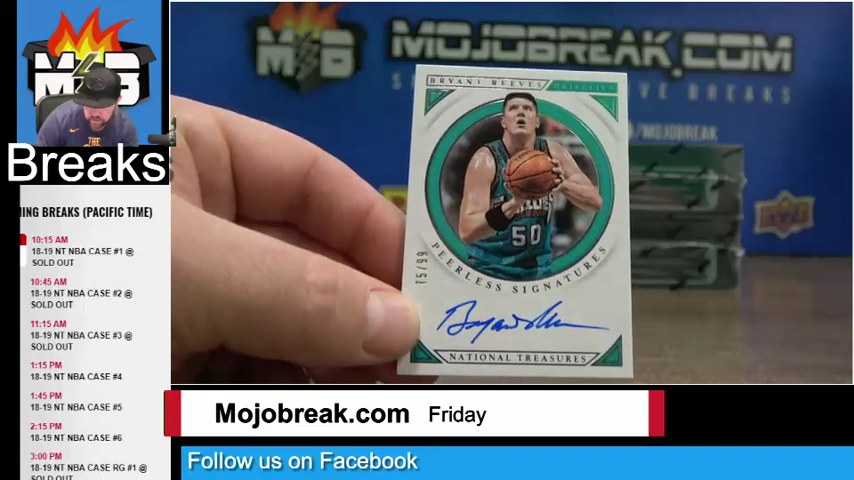 M B
Breaks
ING BREAKS (PACIFIC TIME)
10:15 AM
18-19 NT NBA CASE #1 @
SOLD OUT
10:45 AM
18-19 NT NBA CASE #2 @
SOLD OUT
11:15 AM
18-19 NT NBA CASE #3 @
SOLD OUT
1:15 PM
18-19 NT NBA CASE #4
1:45 PM
18-19 NT NBA CASE #5
2:15 PM
18-19 NT NBA CASE #6
3:00 PM
18-19 NT NBA CASE RG #1 @
SOLD OUT
M B MOJOBREAK.COM
BREAKS
/MOJOBREAK
BRYANT REEVES
50
75/99
PEERLESS SIGNATURES
NATIONAL TREASURES
Mojobreak.com Friday
Follow us on Facebook